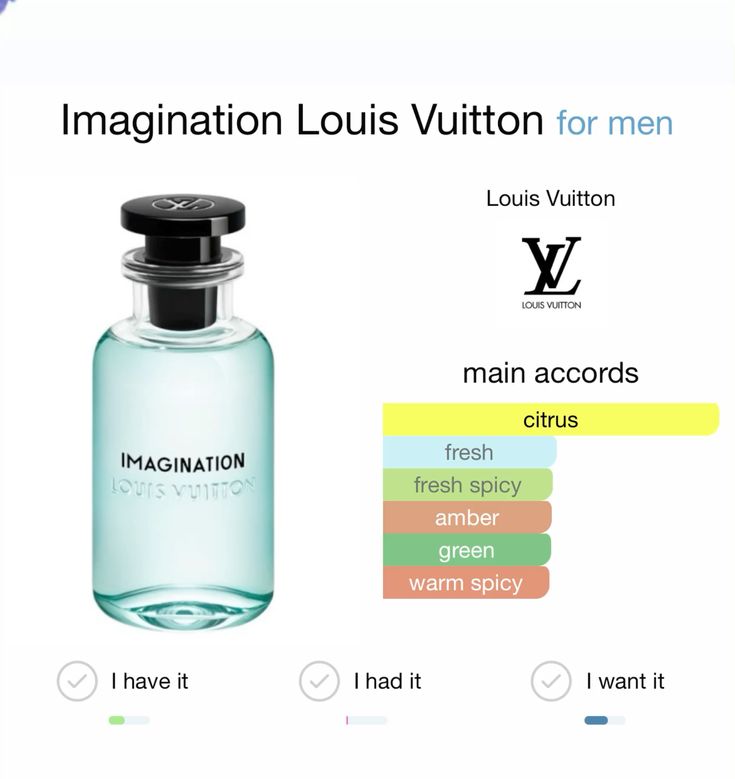 Imagination Louis Vuitton for men
Louis Vuitton
LV
LOUIS VUITTON
IMAGINATION
LOUIS VUITTON
main accords
citrus
fresh
fresh spicy
amber
green
warm spicy
I have it
I had it
I want it